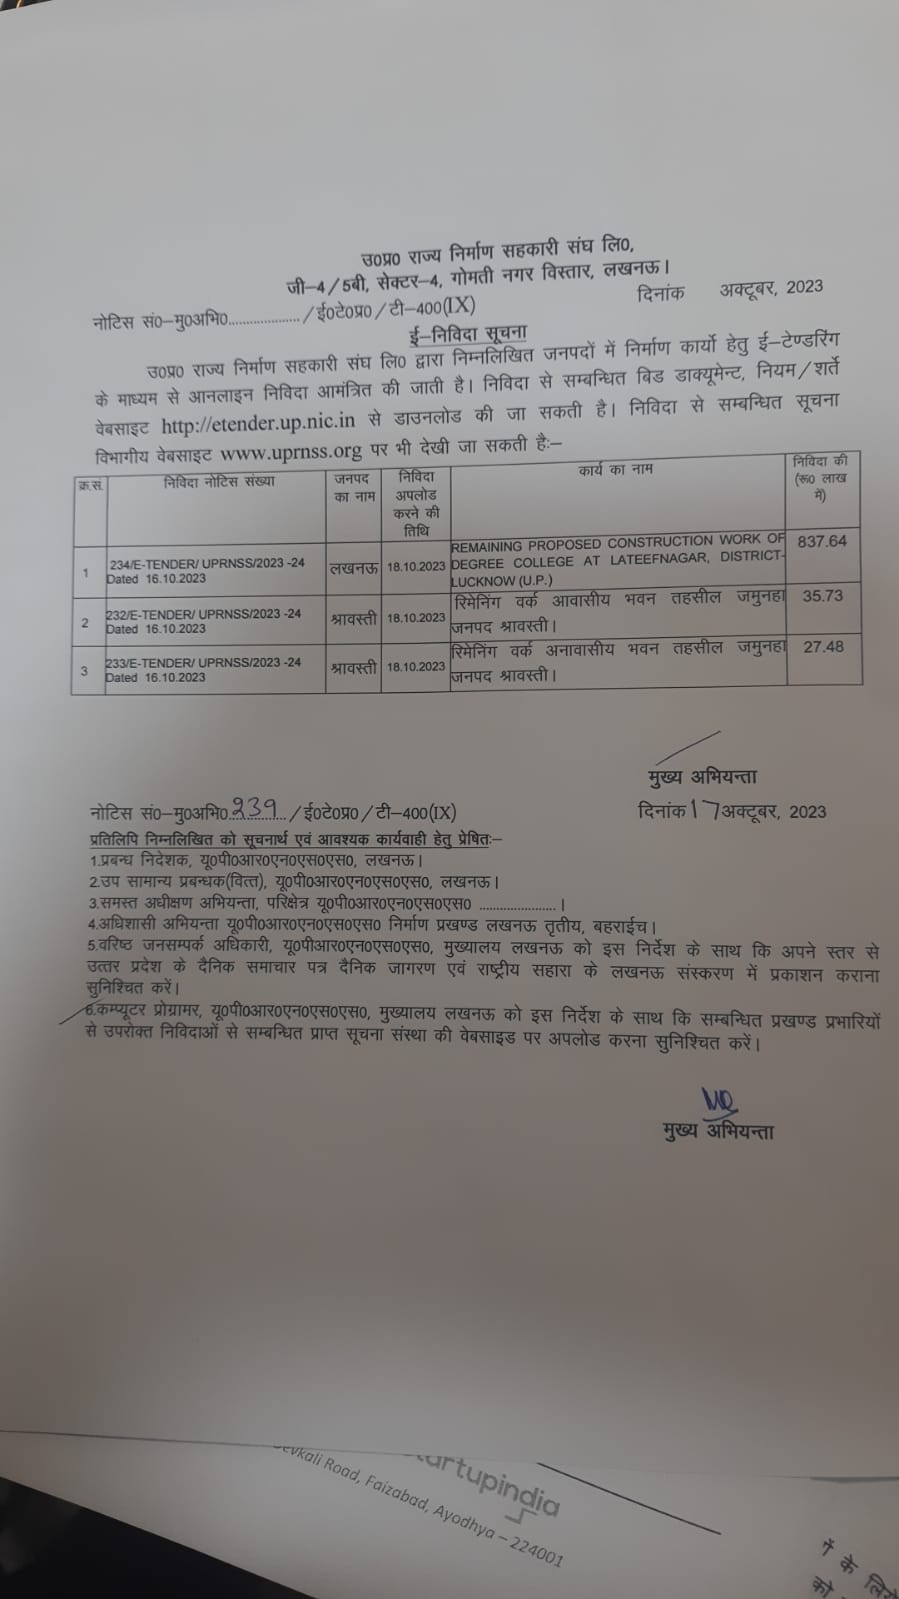 उ0प्र0 राज्य निर्माण सहकारी संघ लि0,
जी–4/5बी, सेक्टर–4, गोमती नगर विस्तार, लखनऊ।
नोटिस सं0–मु0अभि0.................../ई0टे0प्र0/टी–400(IX)
दिनांक अक्टूबर, 2023
ई–निविदा सूचना
उ0प्र0 राज्य निर्माण सहकारी संघ लि0 द्वारा निम्नलिखित जनपदों में निर्माण कार्यो हेतु ई–टेण्डरिंग
के माध्यम से आनलाइन निविदा आमंत्रित की जाती है। निविदा से सम्बन्धित बिड डाक्यूमेन्ट, नियम/शर्ते
वेबसाइट http://etender.up.nic.in से डाउनलोड की जा सकती है। निविदा से सम्बन्धित सूचना
विभागीय वेबसाइट www.uprnss.org पर भी देखी जा सकती है:–
क्र.सं. निविदा नोटिस संख्या जनपद का नाम निविदा अपलोड करने की तिथि कार्य का नाम निविदा की (रू0 लाख में)
1 234/E-TENDER/ UPRNSS/2023 -24 Dated 16.10.2023 लखनऊ 18.10.2023 REMAINING PROPOSED CONSTRUCTION WORK OF DEGREE COLLEGE AT LATEEFNAGAR, DISTRICT- LUCKNOW (U.P.) 837.64
2 232/E-TENDER/ UPRNSS/2023 -24 Dated 16.10.2023 श्रावस्ती 18.10.2023 रिमेनिंग वर्क आवासीय भवन तहसील जमुनहा जनपद श्रावस्ती। 35.73
3 233/E-TENDER/ UPRNSS/2023 -24 Dated 16.10.2023 श्रावस्ती 18.10.2023 रिमेनिंग वर्क अनावासीय भवन तहसील जमुनहा जनपद श्रावस्ती। 27.48
मुख्य अभियन्ता
नोटिस सं0–मु0अभि0.239../ई0टे0प्र0/टी–400(IX)
दिनांक 17 अक्टूबर, 2023
प्रतिलिपि निम्नलिखित को सूचनार्थ एवं आवश्यक कार्यवाही हेतु प्रेषित:–
1.प्रबन्ध निदेशक, यू0पी0आर0एन0एस0एस0, लखनऊ।
2.उप सामान्य प्रबन्धक(वित्त), यू0पी0आर0एन0एस0एस0, लखनऊ।
3.समस्त अधीक्षण अभियन्ता, परिक्षेत्र यू0पी0आर0एन0एस0एस0 .......................।
4.अधिशासी अभियन्ता यू0पी0आर0एन0एस0एस0 निर्माण प्रखण्ड लखनऊ तृतीय, बहराईच।
5.वरिष्ठ जनसम्पर्क अधिकारी, यू0पीआर0एन0एस0एस0, मुख्यालय लखनऊ को इस निर्देश के साथ कि अपने स्तर से
उत्तर प्रदेश के दैनिक समाचार पत्र दैनिक जागरण एवं राष्ट्रीय सहारा के लखनऊ संस्करण में प्रकाशन कराना
सुनिश्चित करें।
6.कम्प्यूटर प्रोग्रामर, यू0पी0आर0एन0एस0एस0, मुख्यालय लखनऊ को इस निर्देश के साथ कि सम्बन्धित प्रखण्ड प्रभारियों
से उपरोक्त निविदाओं से सम्बन्धित प्राप्त सूचना संस्था की वेबसाइड पर अपलोड करना सुनिश्चित करें।
मुख्य अभियन्ता
startupindia
Devkali Road, Faizabad, Ayodhya – 224001
के लिये
को